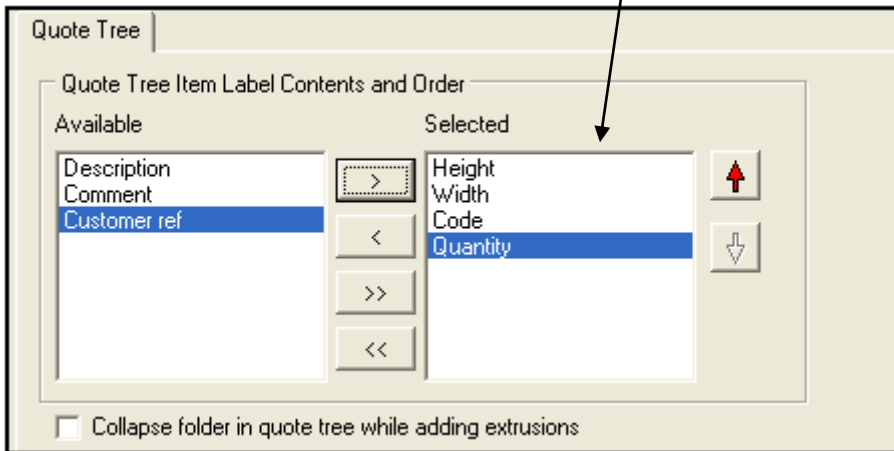 Quote Tree
Quote Tree Item Label Contents and Order
Available
Selected
Description
Comment
Customer ref
>
<
>>
<<
Height
Width
Code
Quantity
Collapse folder in quote tree while adding extrusions